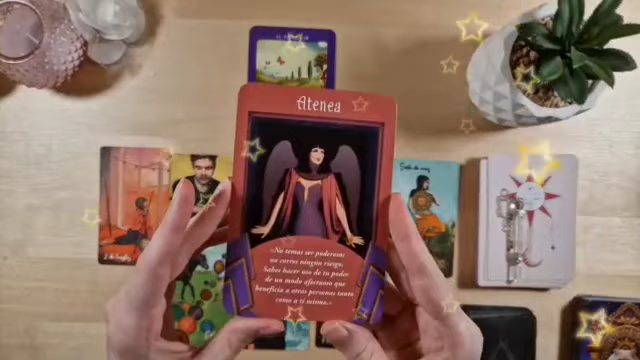 Atenea
«No temas ser poderosa:
no corres ningún riesgo.
Sabes hacer uso de tu poder
de un modo afectuoso que
beneficia a otras personas tanto
como a ti misma.»